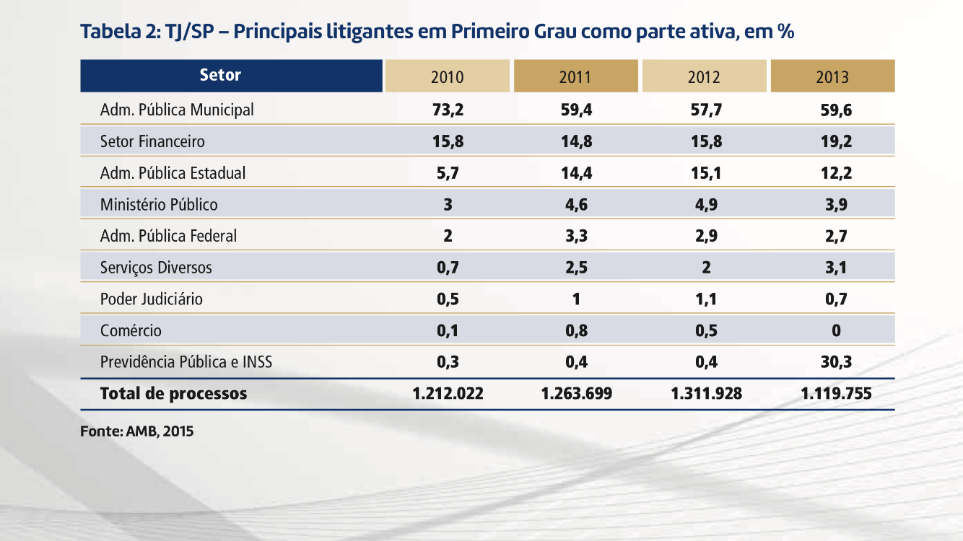 Tabela 2: TJ/SP – Principais litigantes em Primeiro Grau como parte ativa, em %
Setor 2010 2011 2012 2013
Adm. Pública Municipal 73,2 59,4 57,7 59,6
Setor Financeiro 15,8 14,8 15,8 19,2
Adm. Pública Estadual 5,7 14,4 15,1 12,2
Ministério Público 3 4,6 4,9 3,9
Adm. Pública Federal 2 3,3 2,9 2,7
Serviços Diversos 0,7 2,5 2 3,1
Poder Judiciário 0,5 1 1,1 0,7
Comércio 0,1 0,8 0,5 0
Previdência Pública e INSS 0,3 0,4 0,4 30,3
Total de processos 1.212.022 1.263.699 1.311.928 1.119.755
Fonte: AMB, 2015